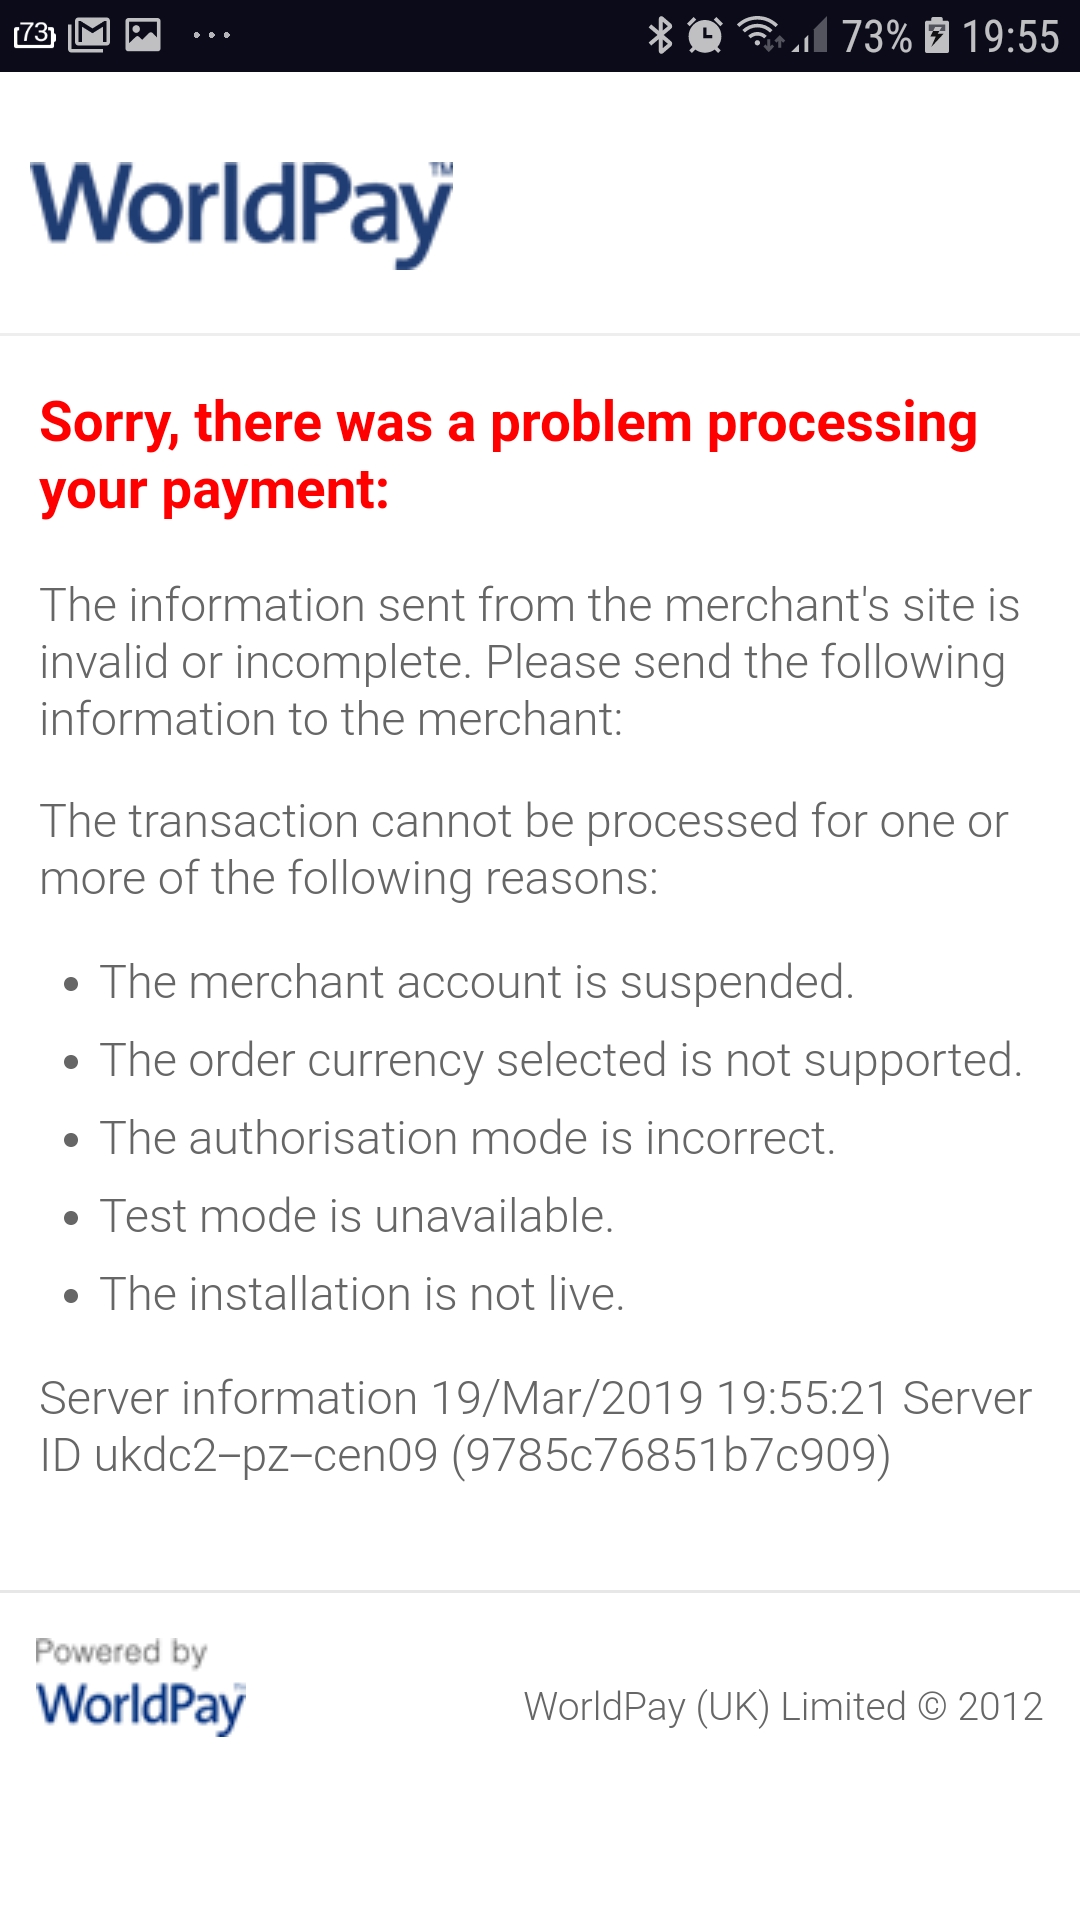 73 73% 19:55
WorldPay™
Sorry, there was a problem processing
your payment:
The information sent from the merchant's site is
invalid or incomplete. Please send the following
information to the merchant:
The transaction cannot be processed for one or
more of the following reasons:
• The merchant account is suspended.
• The order currency selected is not supported.
• The authorisation mode is incorrect.
• Test mode is unavailable.
• The installation is not live.
Server information 19/Mar/2019 19:55:21 Server
ID ukdc2–pz–cen09 (9785c76851b7c909)
Powered by
WorldPay™
WorldPay (UK) Limited © 2012